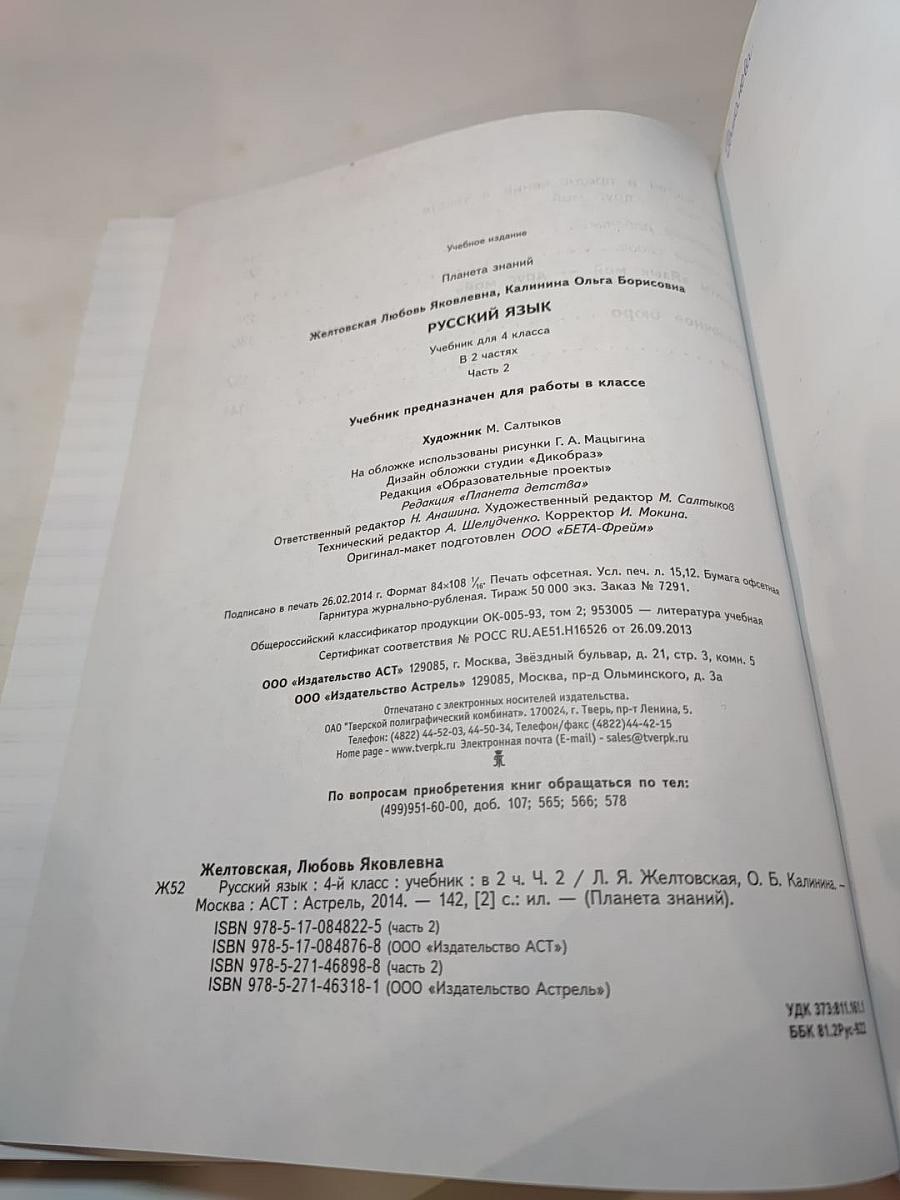 Учебное издание
Планета знаний
Желтовская Любовь Яковлевна, Калинина Ольга Борисовна
РУССКИЙ ЯЗЫК
Учебник для 4 класса
В 2 частях
Часть 2
Учебник предназначен для работы в классе
Художник М. Салтыков
На обложке использованы рисунки Г. А. Мацыгина
Дизайн обложки студии «Дикобраз»
Редакция «Образовательные проекты»
Редакция «Планета детства»
Ответственный редактор Н. Анашина. Художественный редактор М. Салтыков
Технический редактор А. Шелудченко. Корректор И. Мокина.
Оригинал-макет подготовлен ООО «БЕТА-Фрейм»
Подписано в печать 26.02.2014 г. Формат 84×108 1/16. Печать офсетная. Усл. печ. л. 15,12. Бумага офсетная
Гарнитура журнально-рубленая. Тираж 50 000 экз. Заказ № 7291.
Общероссийский классификатор продукции ОК-005-93, том 2; 953005 — литература учебная
Сертификат соответствия № РОСС RU.АЕ51.Н16526 от 26.09.2013
ООО «Издательство АСТ» 129085, г. Москва, Звёздный бульвар, д. 21, стр. 3, комн. 5
ООО «Издательство Астрель» 129085, Москва, пр-д Ольминского, д. 3а
Отпечатано с электронных носителей издательства.
ОАО "Тверской полиграфический комбинат". 170024, г. Тверь, пр-т Ленина, 5.
Телефон: (4822) 44-52-03, 44-50-34, Телефон/факс (4822)44-42-15
Home page - www.tverpk.ru Электронная почта (E-mail) - sales@tverpk.ru
По вопросам приобретения книг обращаться по тел:
(499)951-60-00, доб. 107; 565; 566; 578
Желтовская, Любовь Яковлевна
Ж52 Русский язык : 4-й класс : учебник : в 2 ч. Ч. 2 / Л. Я. Желтовская, О. Б. Калинина. –
Москва : АСТ : Астрель, 2014. — 142, [2] с.: ил. — (Планета знаний).
ISBN 978-5-17-084822-5 (часть 2)
ISBN 978-5-17-084876-8 (ООО «Издательство АСТ»)
ISBN 978-5-271-46898-8 (часть 2)
ISBN 978-5-271-46318-1 (ООО «Издательство Астрель»)
УДК 373:811.161.1
ББК 81.2Рус-922